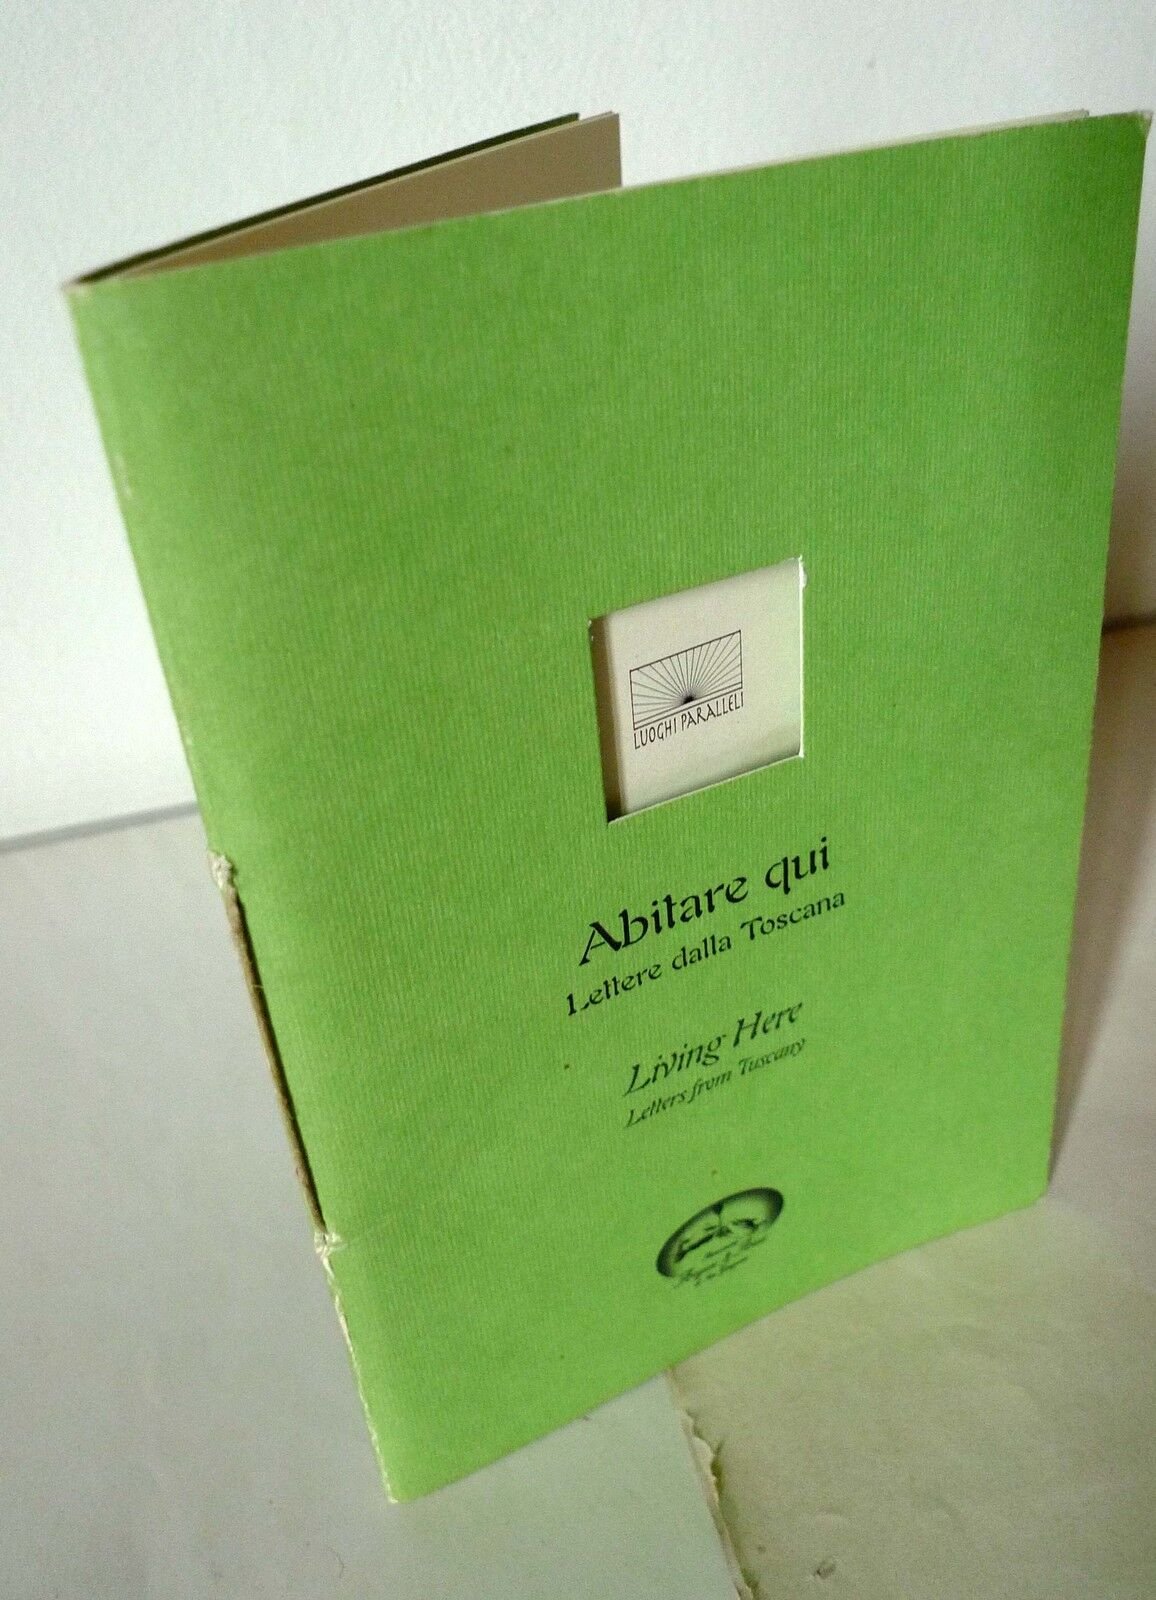 LUOGHI PARALLELI
Abitare qui
Lettere dalla Toscana
Living Here
Letters from Tuscany